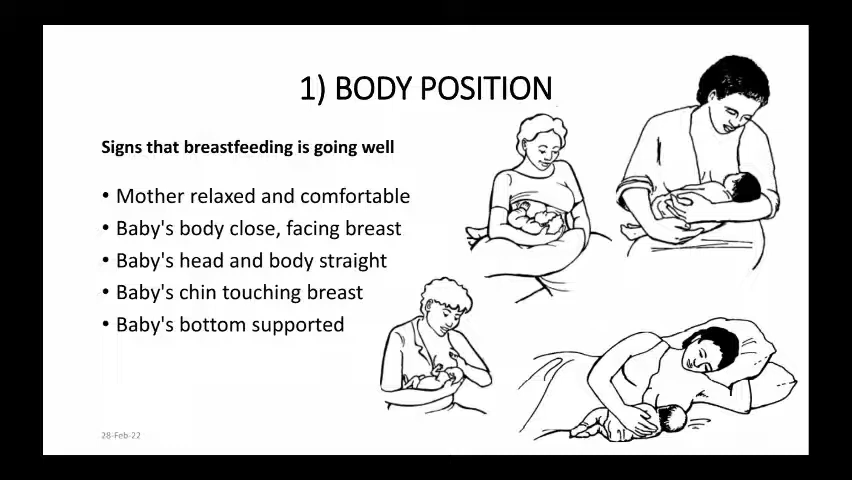 1) BODY POSITION
Signs that breastfeeding is going well
• Mother relaxed and comfortable
• Baby's body close, facing breast
• Baby's head and body straight
• Baby's chin touching breast
• Baby's bottom supported
28-Feb-22